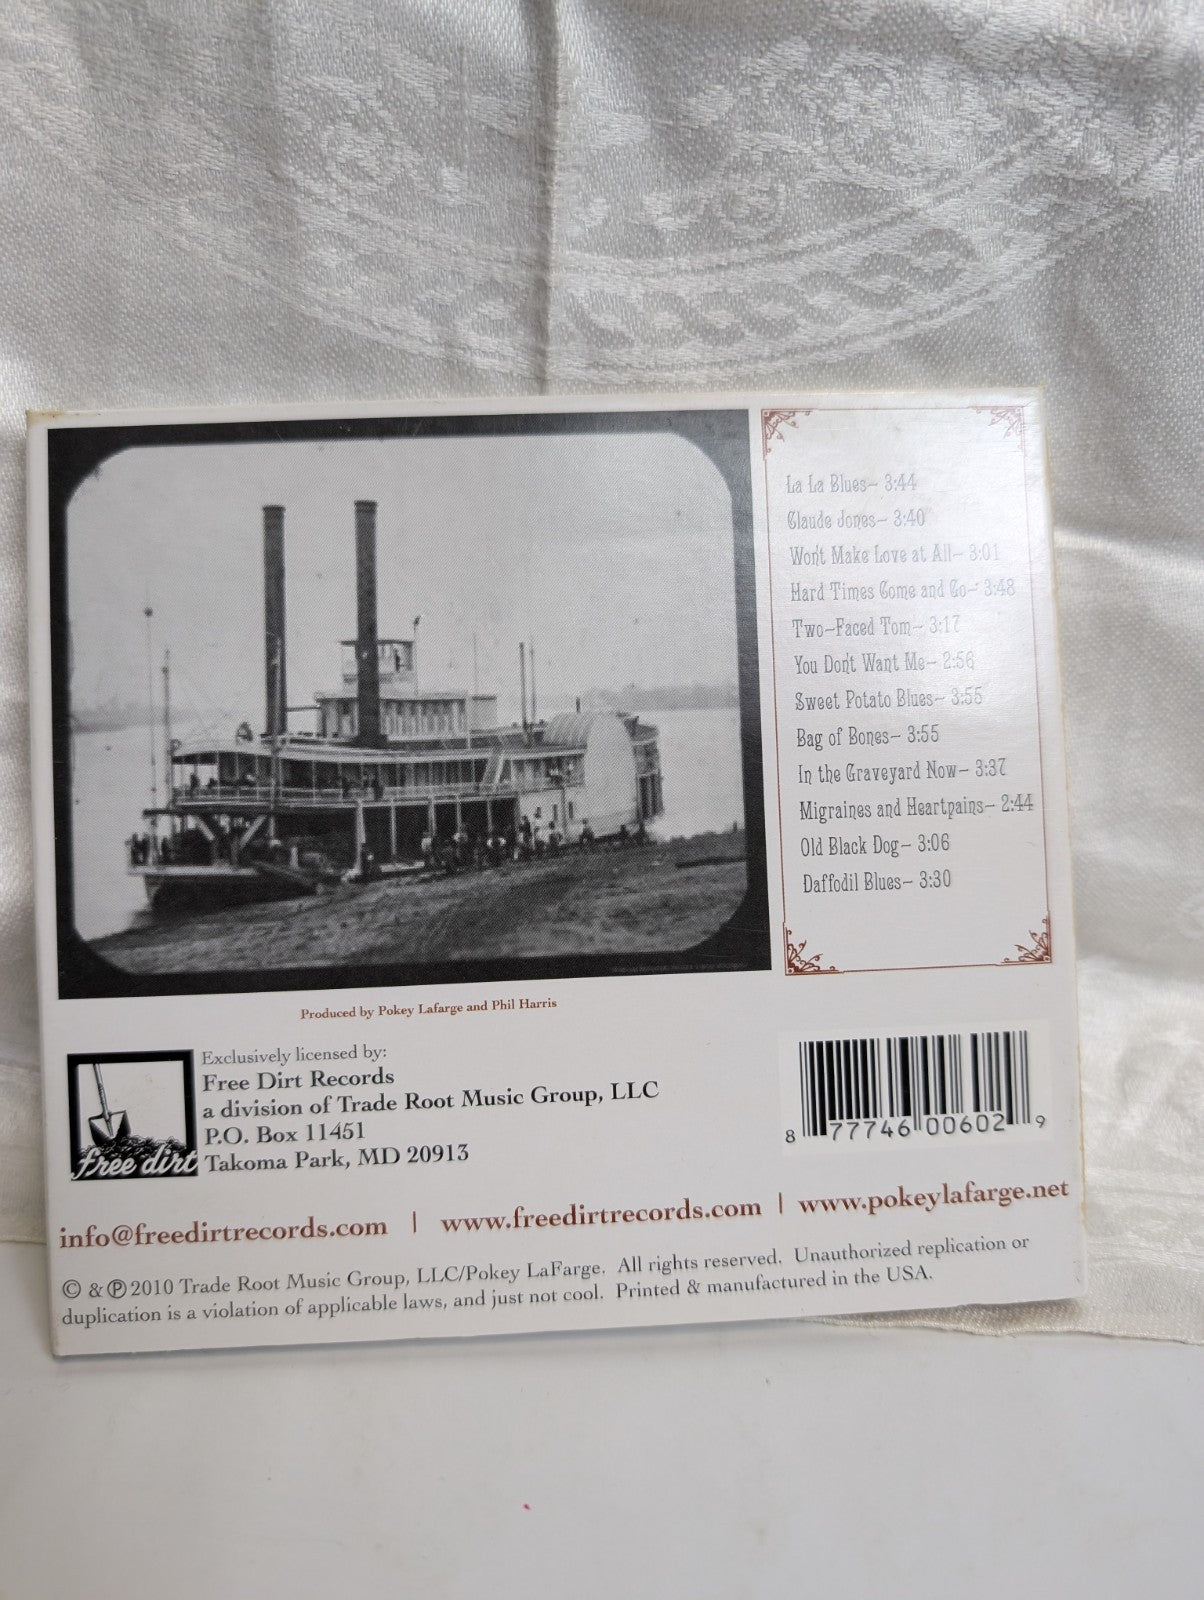 La La Blues– 3:44
Claude Jones– 3:40
Won't Make Love at All– 3:01
Hard Times Come and Go– 3:48
Two-Faced Tom– 3:17
You Don't Want Me– 2:56
Sweet Potato Blues– 3:55
Bag of Bones– 3:55
In the Graveyard Now– 3:37
Migraines and Heartpains– 2:44
Old Black Dog– 3:06
Daffodil Blues– 3:30
Produced by Pokey Lafarge and Phil Harris
free dirt
Exclusively licensed by:
Free Dirt Records
a division of Trade Root Music Group, LLC
P.O. Box 11451
Takoma Park, MD 20913
8 77746 00602 9
info@freedirtrecords.com | www.freedirtrecords.com | www.pokeylafarge.net
© & ℗ 2010 Trade Root Music Group, LLC/Pokey LaFarge. All rights reserved. Unauthorized replication or
duplication is a violation of applicable laws, and just not cool. Printed & manufactured in the USA.